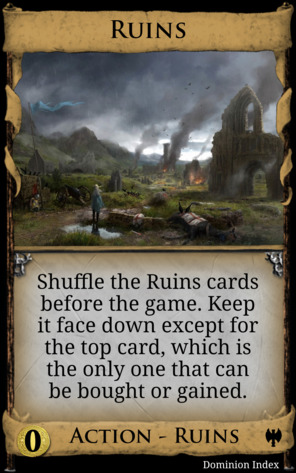 Ruins
Shuffle the Ruins cards
before the game. Keep
it face down except for
the top card, which is
the only one that can
be bought or gained.
0
Action - Ruins
Dominion Index